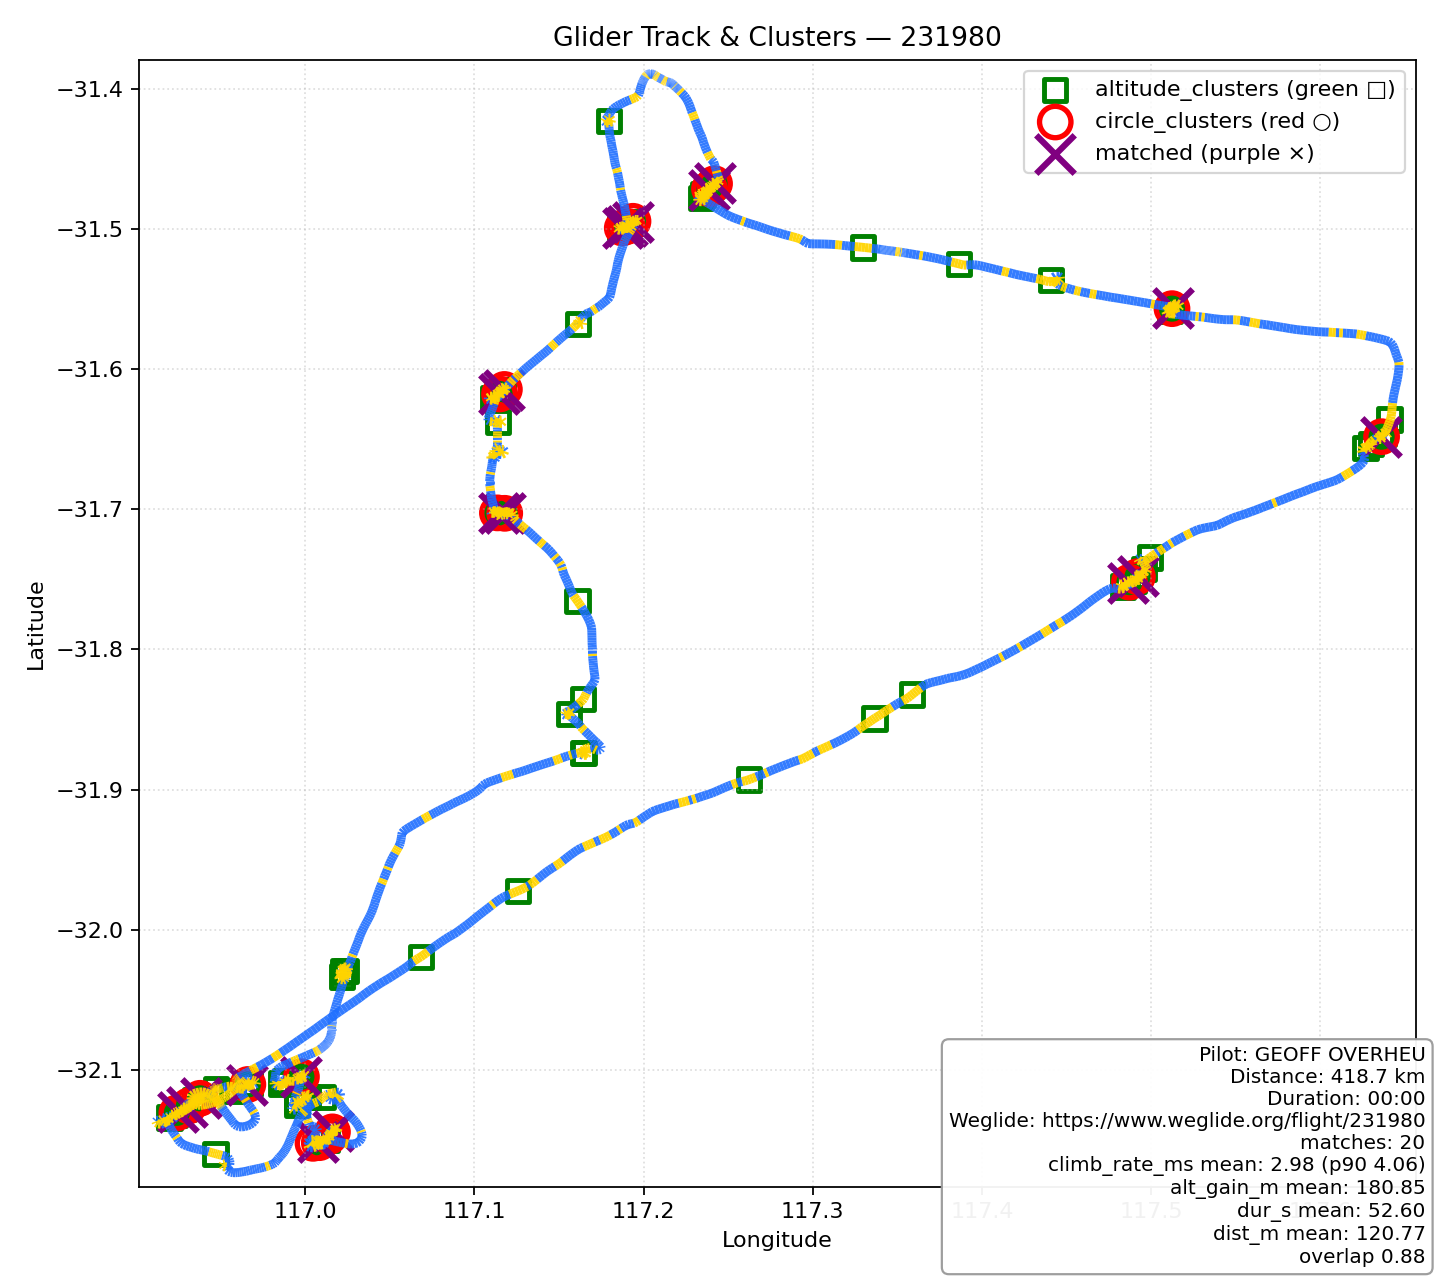 Glider Track & Clusters — 231980
altitude_clusters (green □)
circle_clusters (red ○)
matched (purple ×)
Latitude
−31.4
−31.5
−31.6
−31.7
−31.8
−31.9
−32.0
−32.1
117.0
117.1
117.2
117.3
117.4
117.5
Longitude
Pilot: GEOFF OVERHEU
Distance: 418.7 km
Duration: 00:00
Weglide: https://www.weglide.org/flight/231980
matches: 20
climb_rate_ms mean: 2.98 (p90 4.06)
alt_gain_m mean: 180.85
dur_s mean: 52.60
dist_m mean: 120.77
overlap 0.88